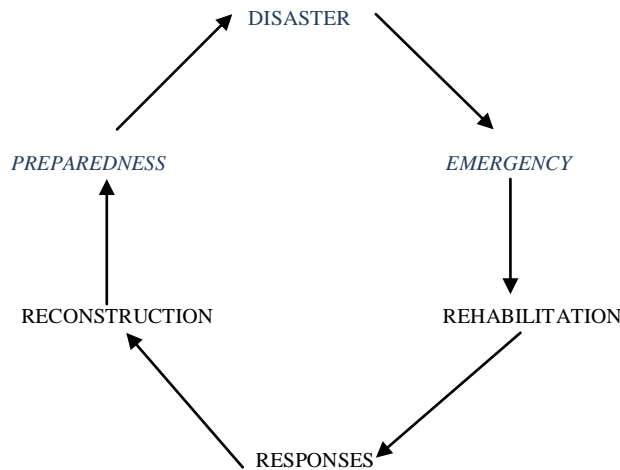 DISASTER
PREPAREDNESS
EMERGENCY
RECONSTRUCTION
REHABILITATION
RESPONSES